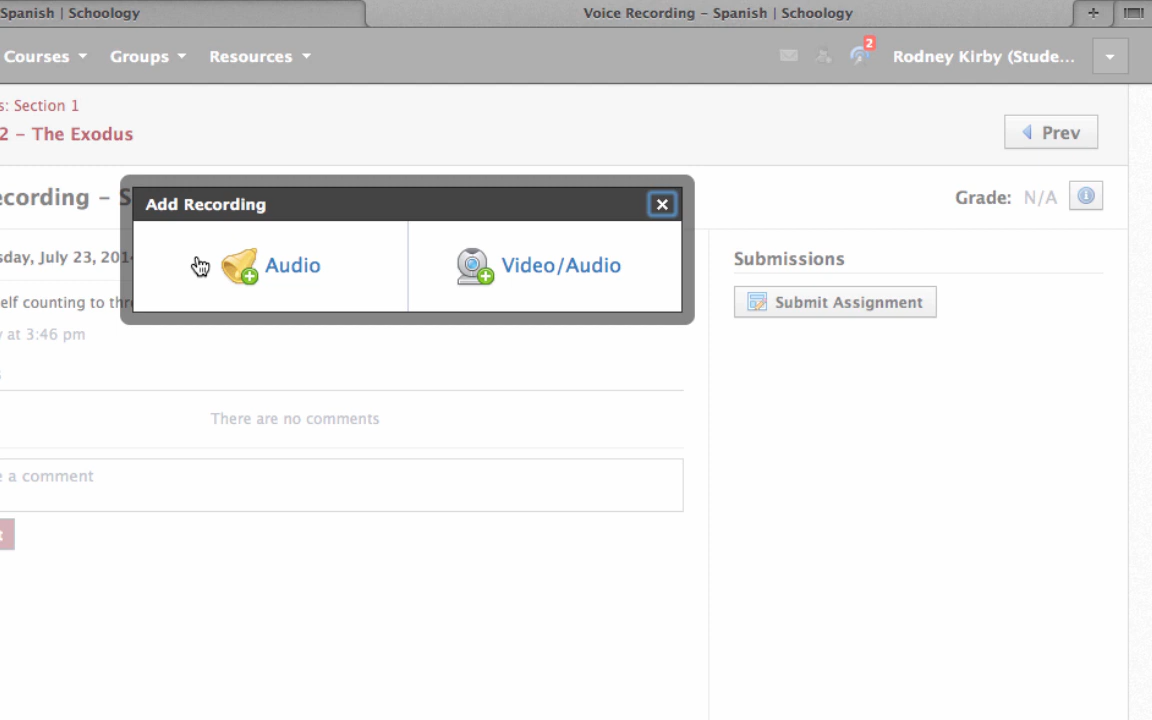 Spanish | Schoology
Voice Recording – Spanish | Schoology
Courses
Groups
Resources
2
Rodney Kirby (Stude...
s: Section 1
2 – The Exodus
Prev
ecording – S
Grade: N/A
Add Recording
Audio
Video/Audio
sday, July 23, 201
Submissions
elf counting to thr
Submit Assignment
y at 3:46 pm
s
There are no comments
e a comment
t